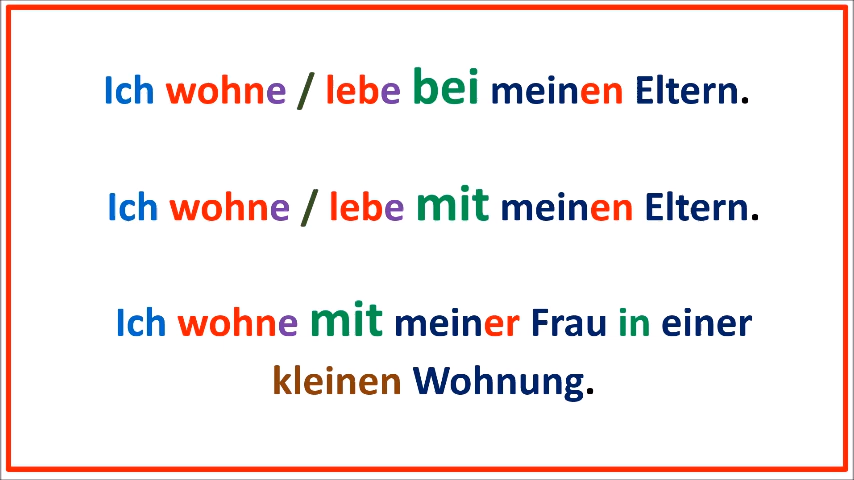 Ich wohne / lebe bei meinen Eltern.
Ich wohne / lebe mit meinen Eltern.
Ich wohne mit meiner Frau in einer
kleinen Wohnung.